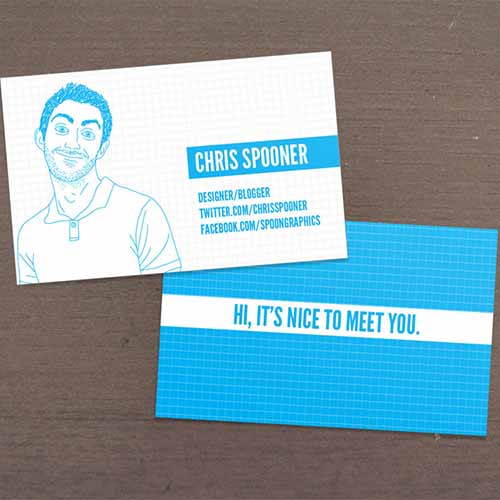 CHRIS SPOONER
DESIGNER/BLOGGER
TWITTER.COM/CHRISSPOONER
FACEBOOK.COM/SPOONGRAPHICS
HI, IT'S NICE TO MEET YOU.